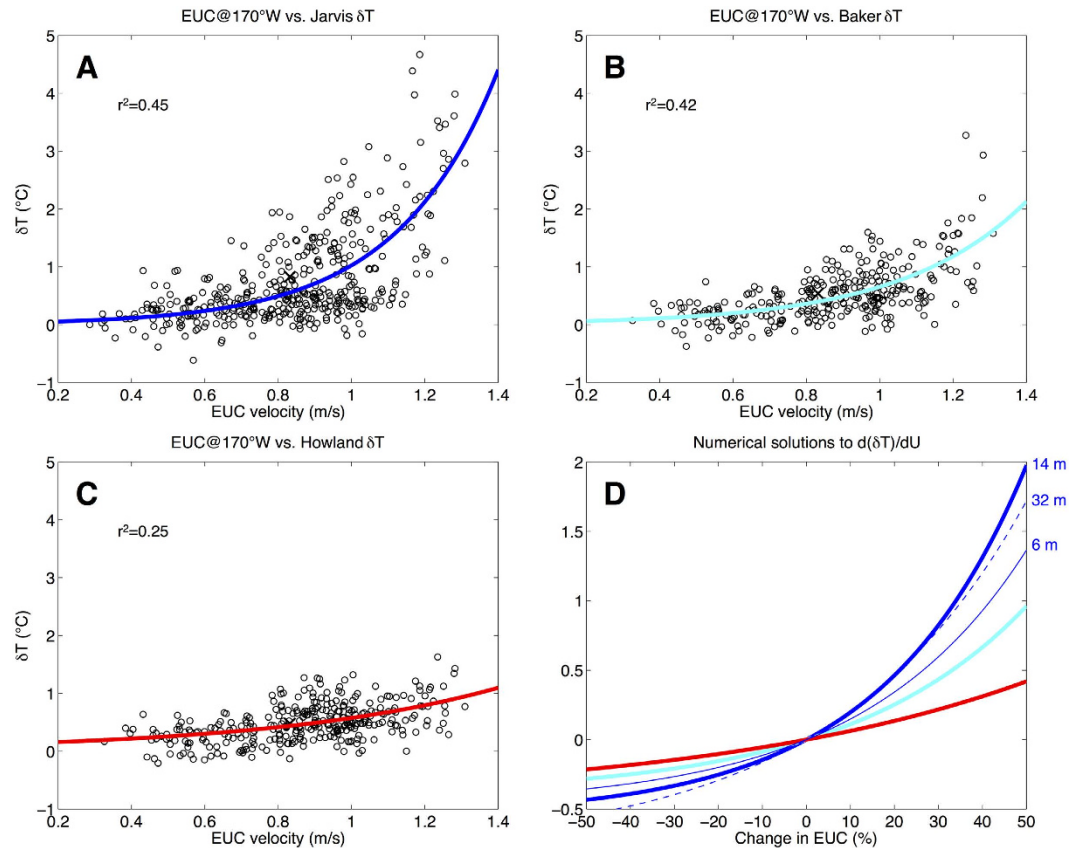 EUC@170°W vs. Jarvis δT
A
r²=0.45
δT (°C)
5
4
3
2
1
0
−1
0.2 0.4 0.6 0.8 1 1.2 1.4
EUC velocity (m/s)
EUC@170°W vs. Baker δT
B
r²=0.42
δT (°C)
5
4
3
2
1
0
−1
0.2 0.4 0.6 0.8 1 1.2 1.4
EUC velocity (m/s)
EUC@170°W vs. Howland δT
C
r²=0.25
δT (°C)
5
4
3
2
1
0
−1
0.2 0.4 0.6 0.8 1 1.2 1.4
EUC velocity (m/s)
Numerical solutions to d(δT)/dU
D
14 m
32 m
6 m
2
1.5
1
0.5
0
−0.5
−50 −40 −30 −20 −10 0 10 20 30 40 50
Change in EUC (%)